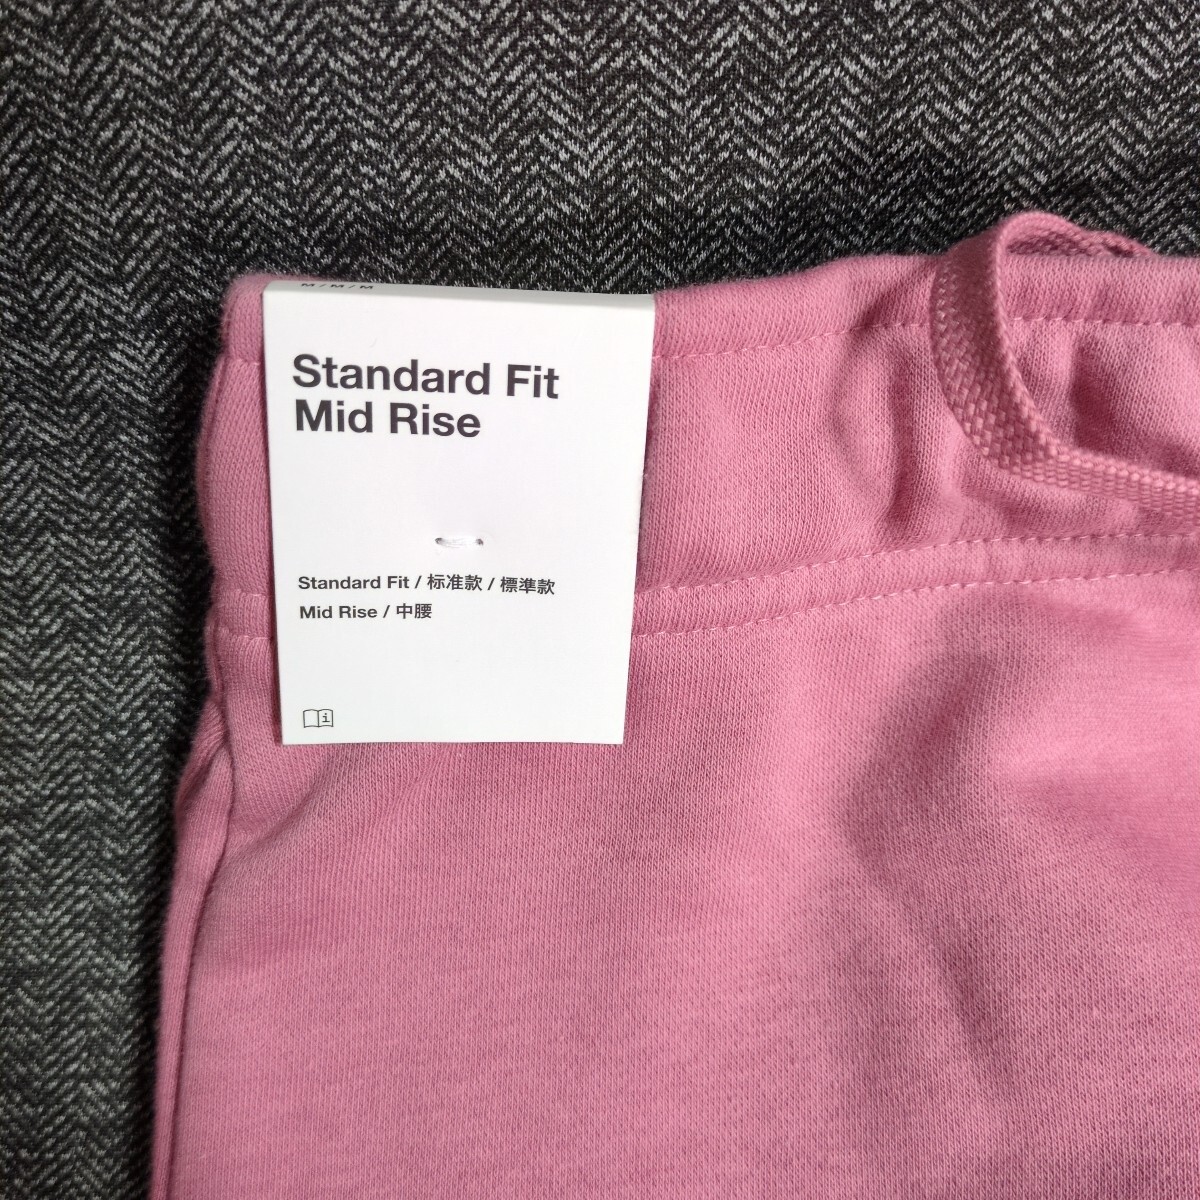 M / M / M
Standard Fit
Mid Rise
Standard Fit / 标准款 / 標準款
Mid Rise / 中腰
i